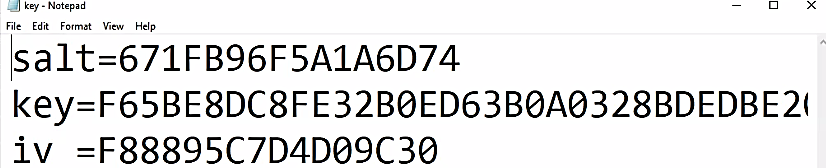 key - Notepad
File Edit Format View Help
salt=671FB96F5A1A6D74
key=F65BE8DC8FE32B0ED63B0A0328BDEDBE2
iv =F88895C7D4D09C30